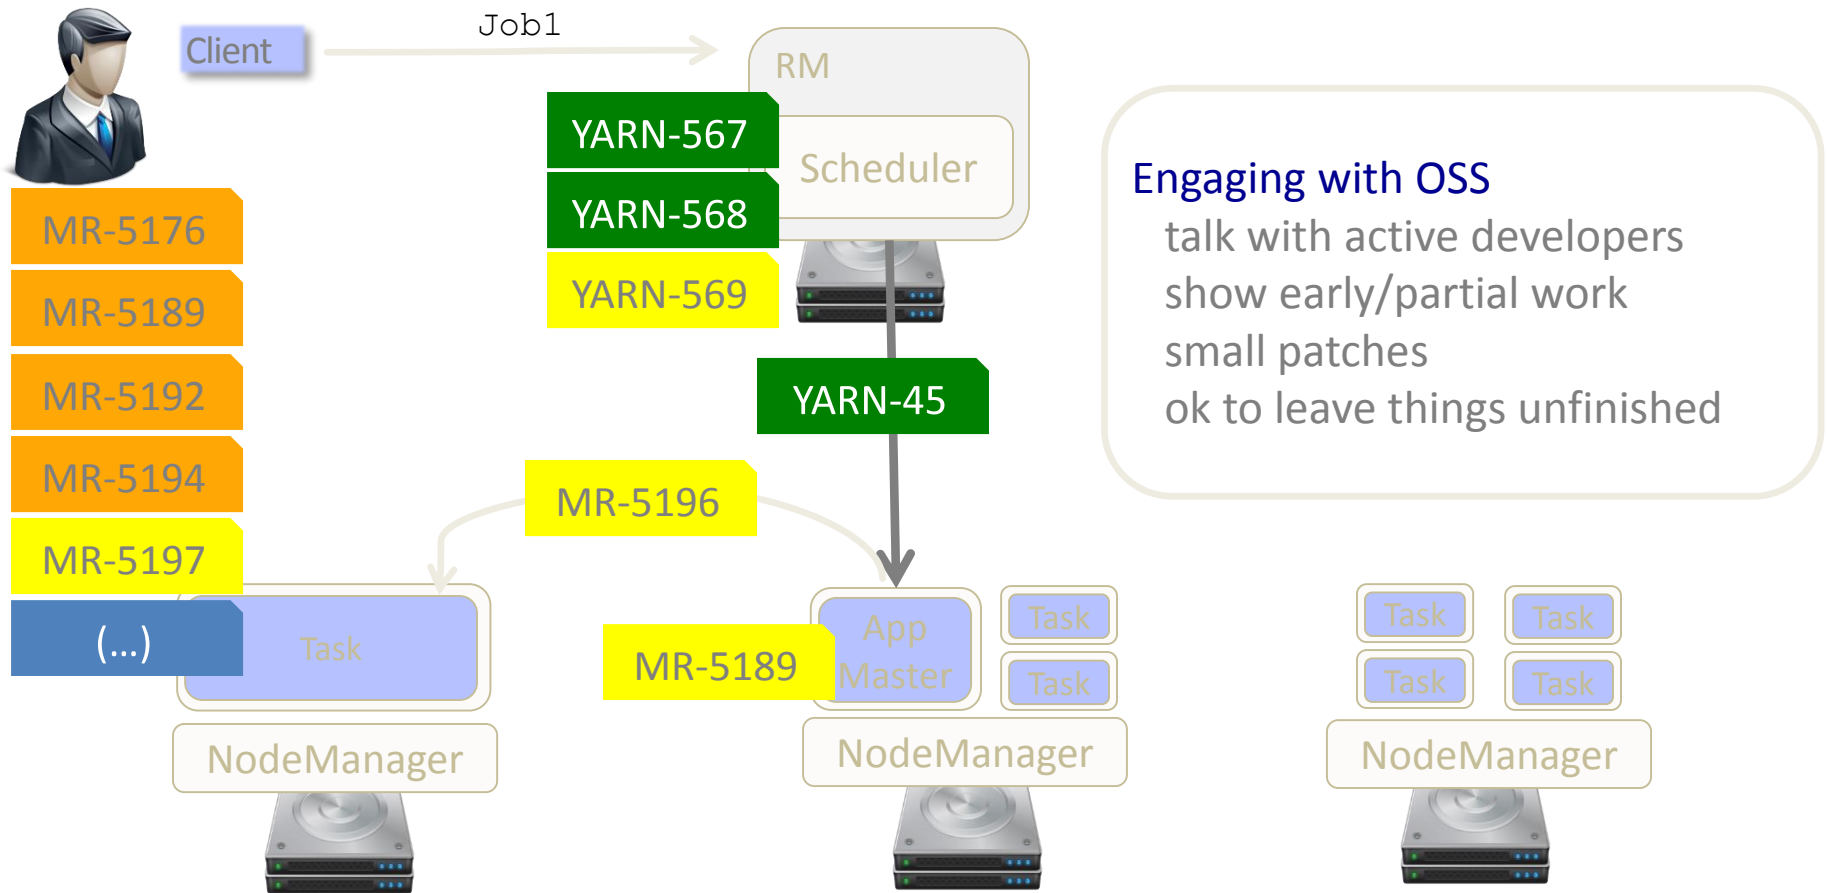 Client
Job1
RM
Scheduler
YARN-567
YARN-568
YARN-569
YARN-45
Engaging with OSS
talk with active developers
show early/partial work
small patches
ok to leave things unfinished
MR-5176
MR-5189
MR-5192
MR-5194
MR-5197
(...)
MR-5196
MR-5189
Task
App
Master
Task
Task
Task
Task
Task
Task
NodeManager
NodeManager
NodeManager